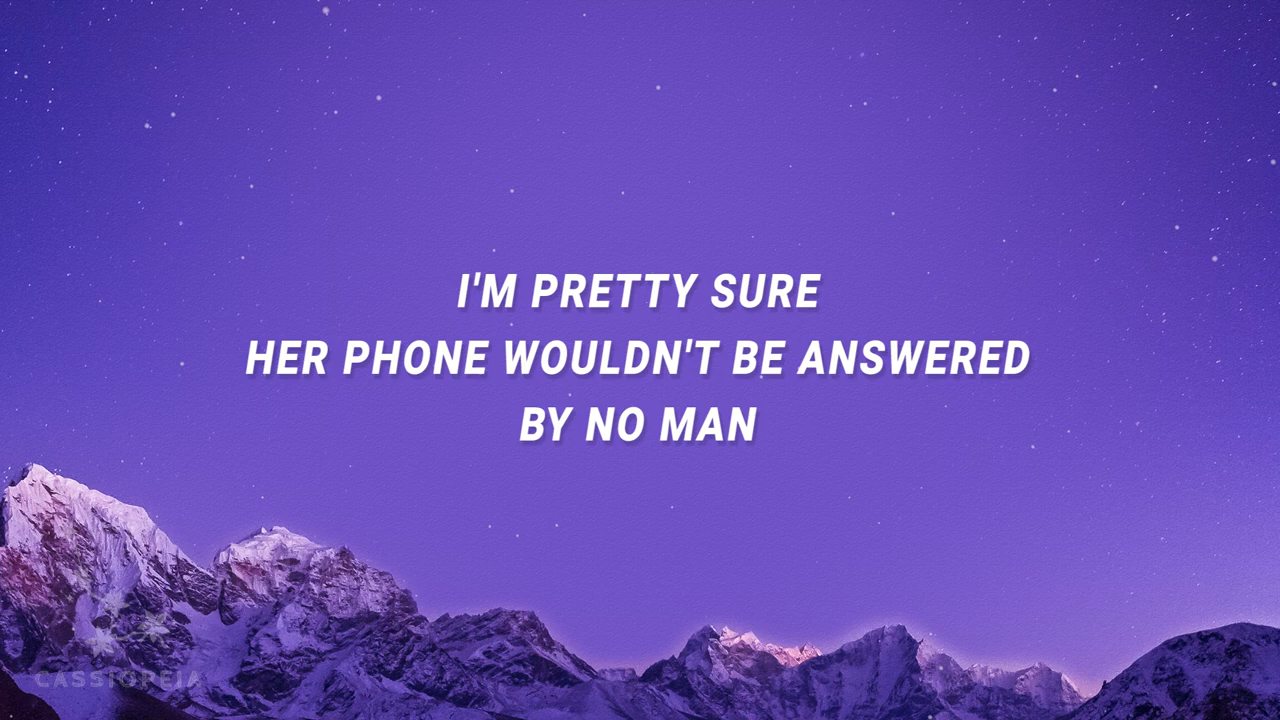 I'M PRETTY SURE
HER PHONE WOULDN'T BE ANSWERED
BY NO MAN
CASSIOPEIA